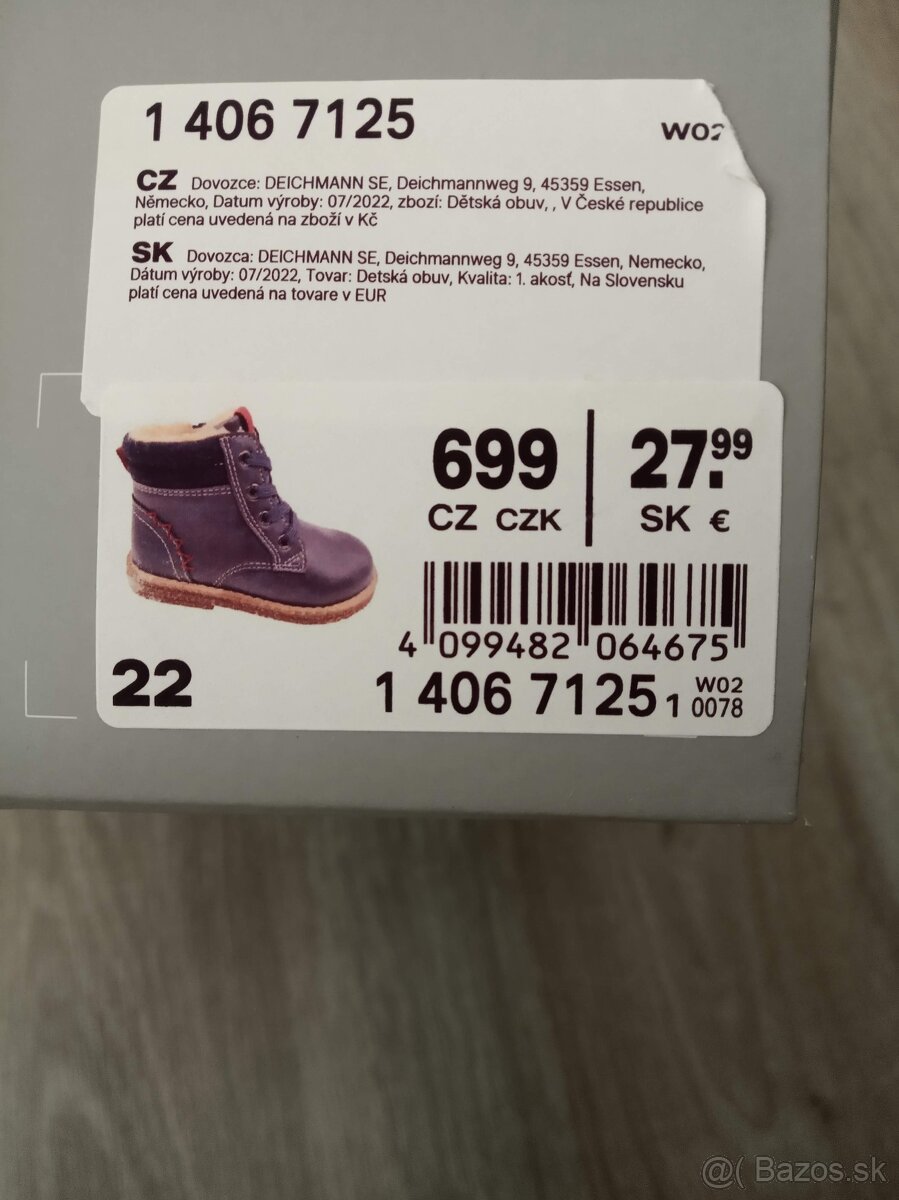 1 406 7125
W02
CZ Dovozce: DEICHMANN SE, Deichmannweg 9, 45359 Essen,
Německo, Datum výroby: 07/2022, zbozí: Dětská obuv, , V České republice
platí cena uvedená na zboží v Kč
SK Dovozca: DEICHMANN SE, Deichmannweg 9, 45359 Essen, Nemecko,
Dátum výroby: 07/2022, Tovar: Detská obuv, Kvalita: 1. akosť, Na Slovensku
platí cena uvedená na tovare v EUR
699 27.99
CZ CZK SK €
4 099482 064675
22
1 406 7125 1 W02
0078
@( Bazos.sk